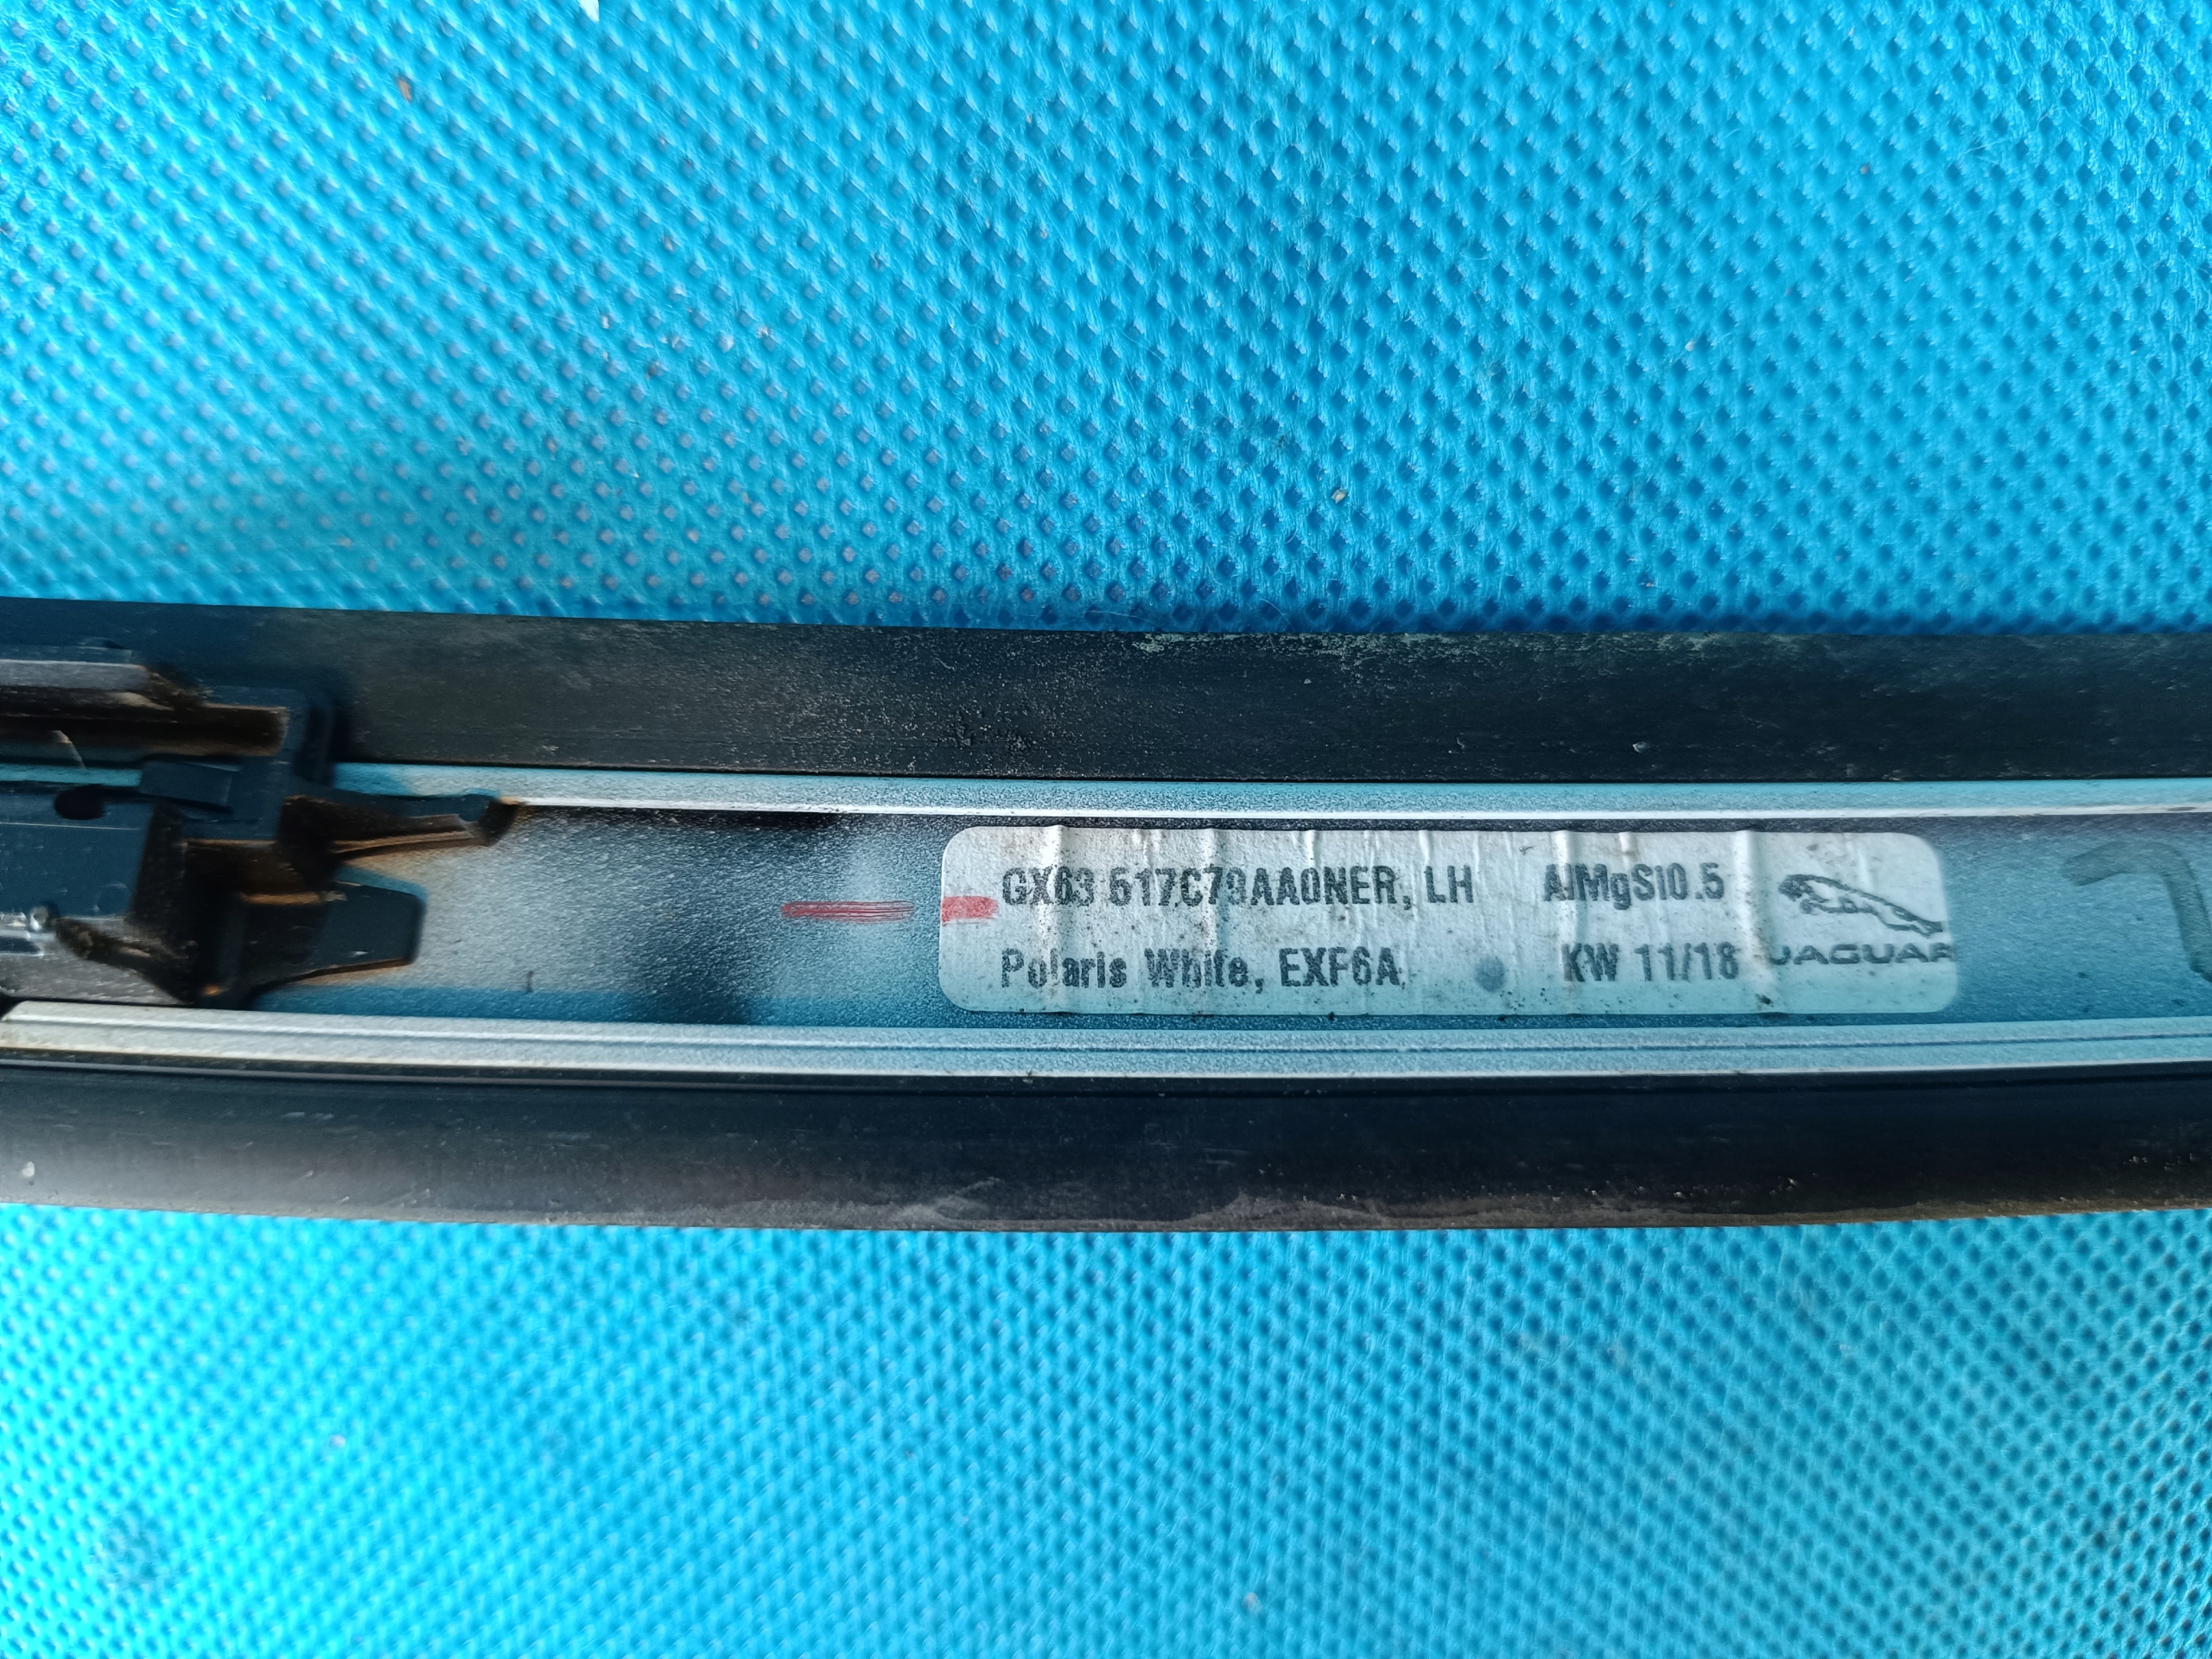 GX63 517C79AA0NER, LH AlMgSi0.5
Polaris White, EXF6A KW 11/18 JAGUAR